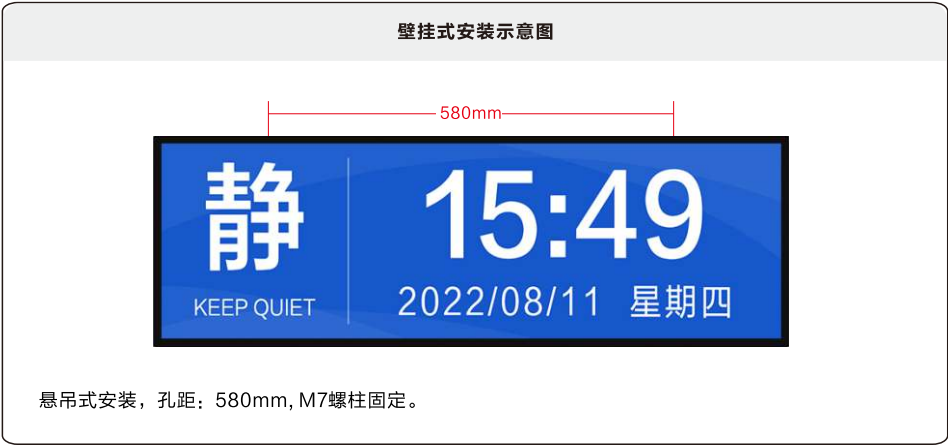 壁挂式安装示意图
580mm
静
KEEP QUIET
15:49
2022/08/11 星期四
悬吊式安装，孔距：580mm, M7螺柱固定。